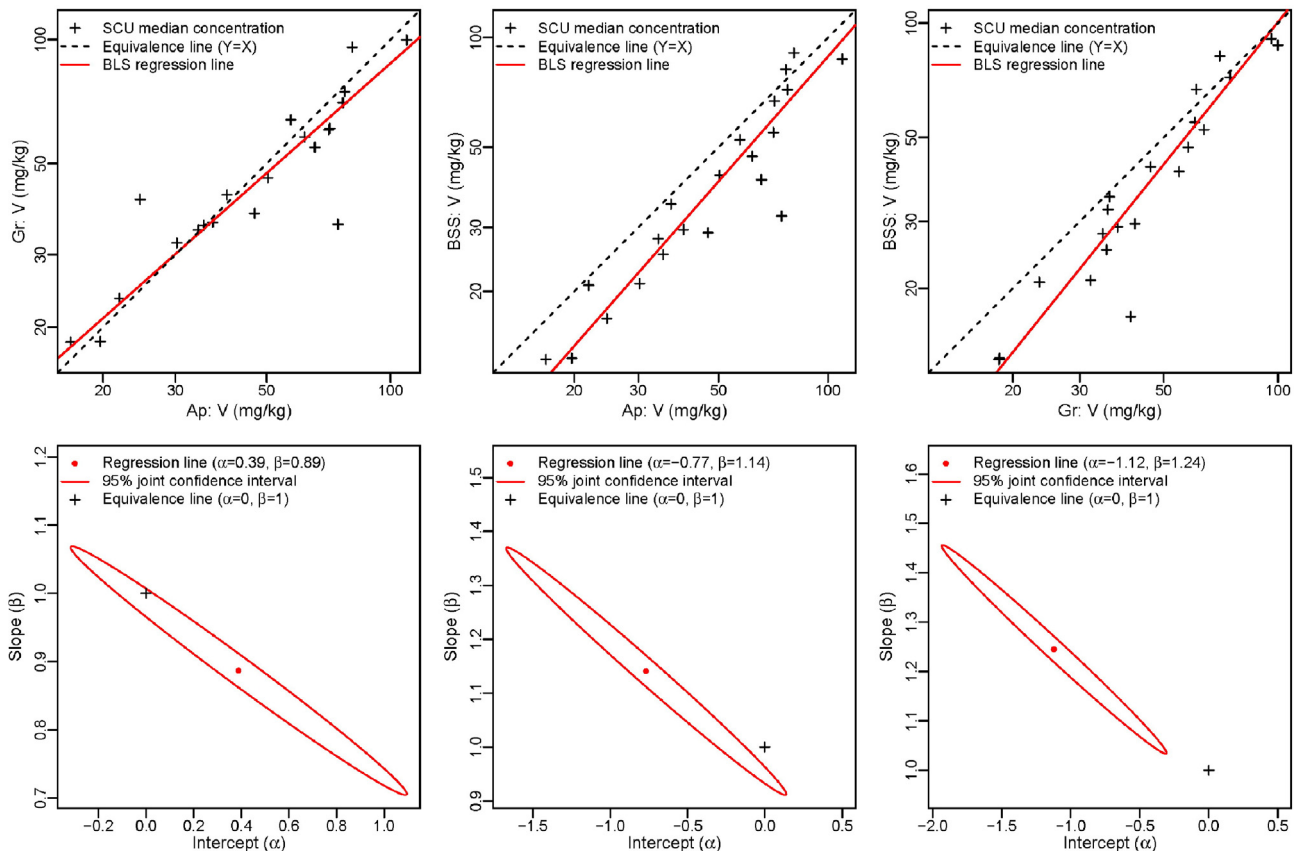 SCU median concentration
Equivalence line (Y=X)
BLS regression line
100
50
30
20
Gr: V (mg/kg)
20 30 50 100
Ap: V (mg/kg)
SCU median concentration
Equivalence line (Y=X)
BLS regression line
100
50
30
20
BSS: V (mg/kg)
20 30 50 100
Ap: V (mg/kg)
SCU median concentration
Equivalence line (Y=X)
BLS regression line
100
50
30
20
BSS: V (mg/kg)
20 30 50 100
Gr: V (mg/kg)
Regression line (α=0.39, β=0.89)
95% joint confidence interval
Equivalence line (α=0, β=1)
1.2
1.1
1.0
0.9
0.8
0.7
Slope (β)
−0.2 0.0 0.2 0.4 0.6 0.8 1.0
Intercept (α)
Regression line (α=−0.77, β=1.14)
95% joint confidence interval
Equivalence line (α=0, β=1)
1.5
1.4
1.3
1.2
1.1
1.0
0.9
Slope (β)
−1.5 −1.0 −0.5 0.0 0.5
Intercept (α)
Regression line (α=−1.12, β=1.24)
95% joint confidence interval
Equivalence line (α=0, β=1)
1.6
1.5
1.4
1.3
1.2
1.1
1.0
Slope (β)
−2.0 −1.5 −1.0 −0.5 0.0 0.5
Intercept (α)